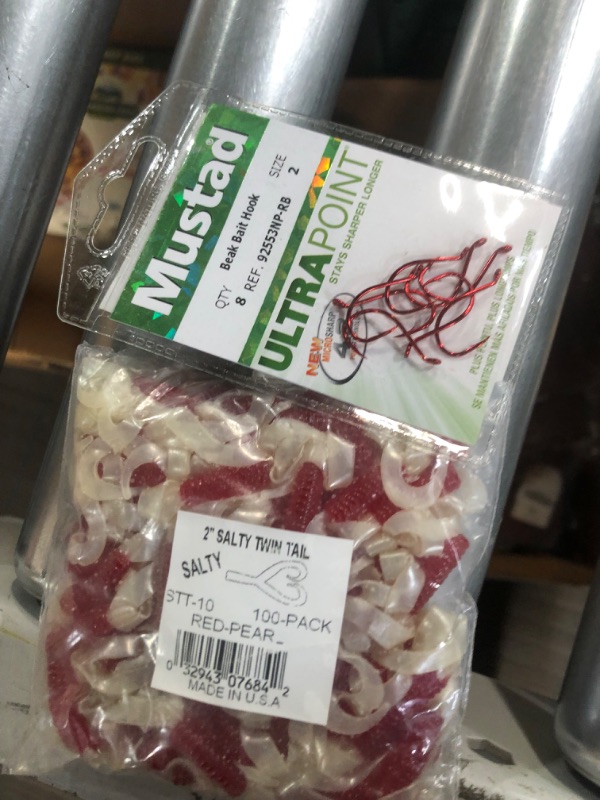 Mustad
QTY Beak Bait Hook SIZE
8 REF. 92553NP-RB 2
ULTRAPOINT
STAYS SHARPER LONGER
NEW
MICROSHARP
2" SALTY TWIN TAIL
SALTY
STT-10 100-PACK
RED-PEAR
0 32943 07684 2
MADE IN U.S.A